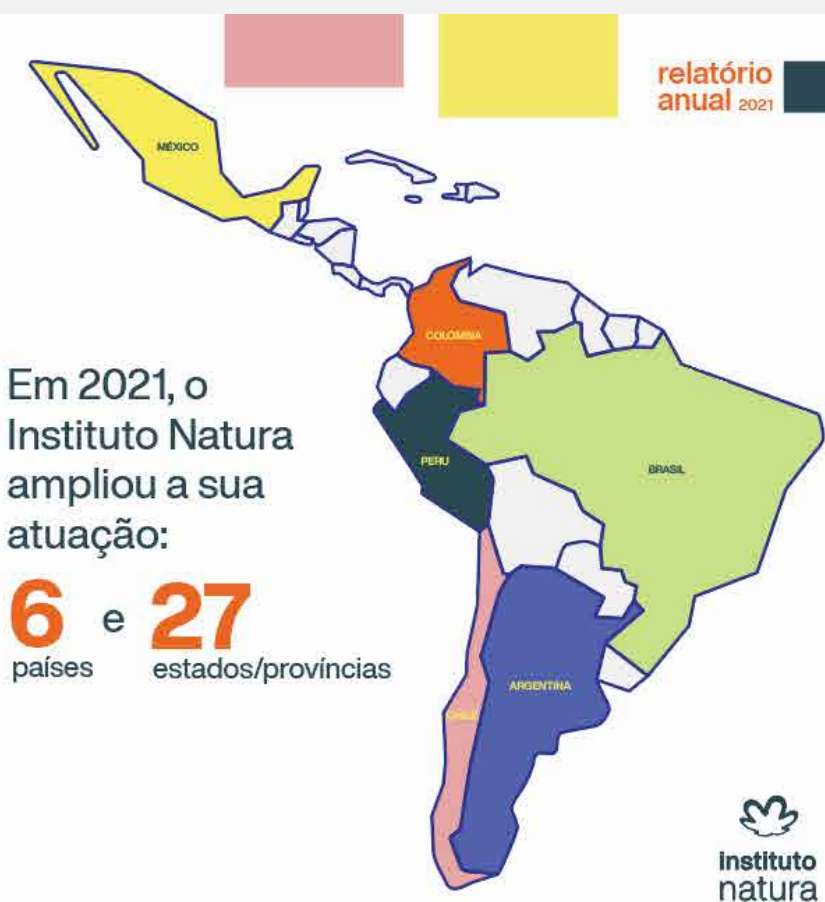 relatório
anual 2021
MÉXICO
COLÔMBIA
PERU
BRASIL
Em 2021, o
Instituto Natura
ampliou a sua
atuação:
6 e 27
países estados/províncias
ARGENTINA
CHILE
instituto
natura